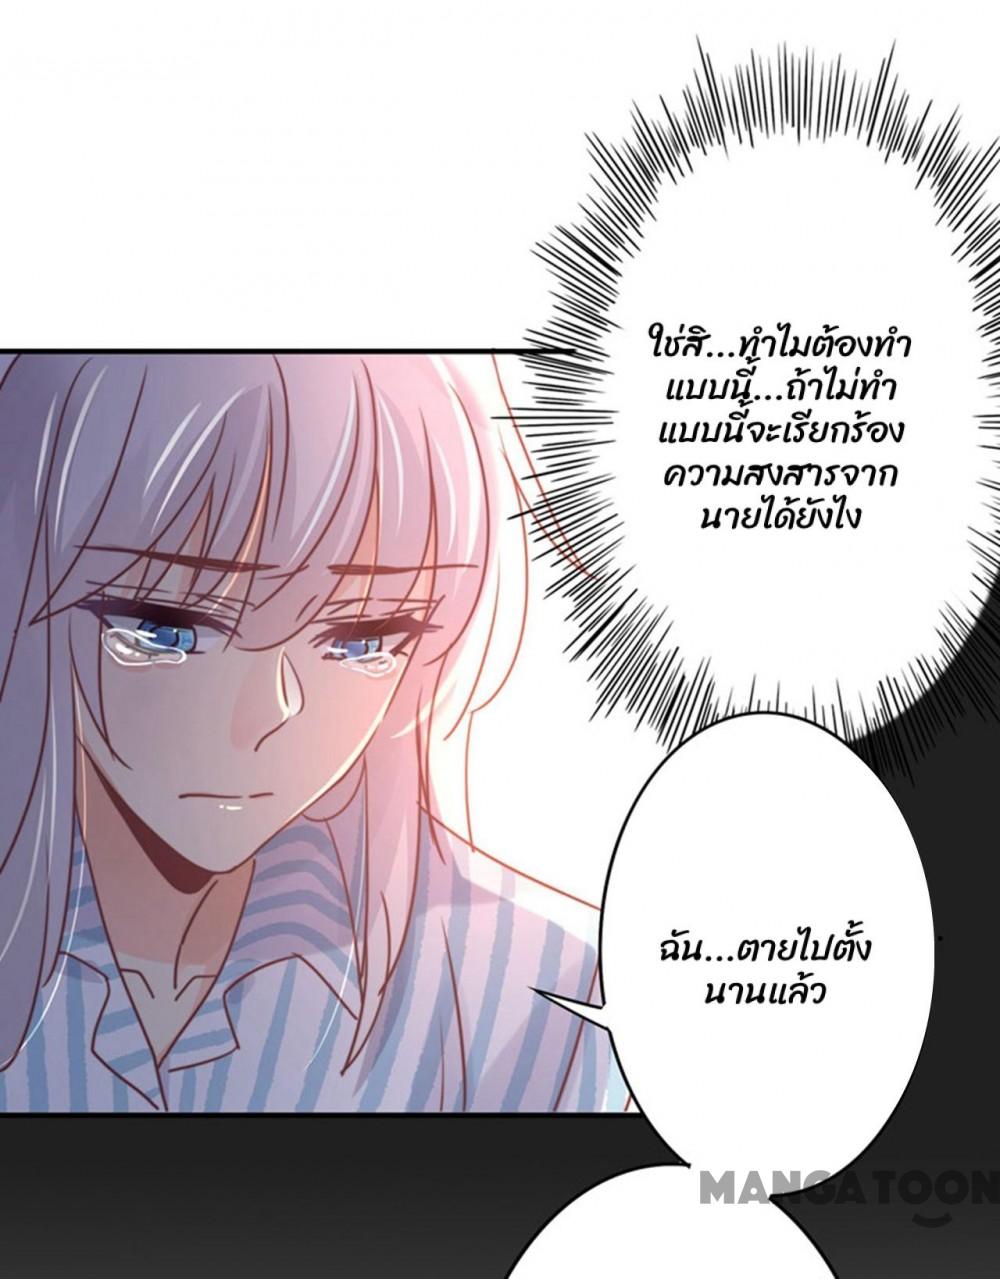 ใช่สิ...ทำไมต้องทำ
แบบนี้...ถ้าไม่ทำ
แบบนี้จะเรียกร้อง
ความสงสารจาก
นายได้ยังไง
ฉัน...ตายไปตั้ง
นานแล้ว
MANGATOON